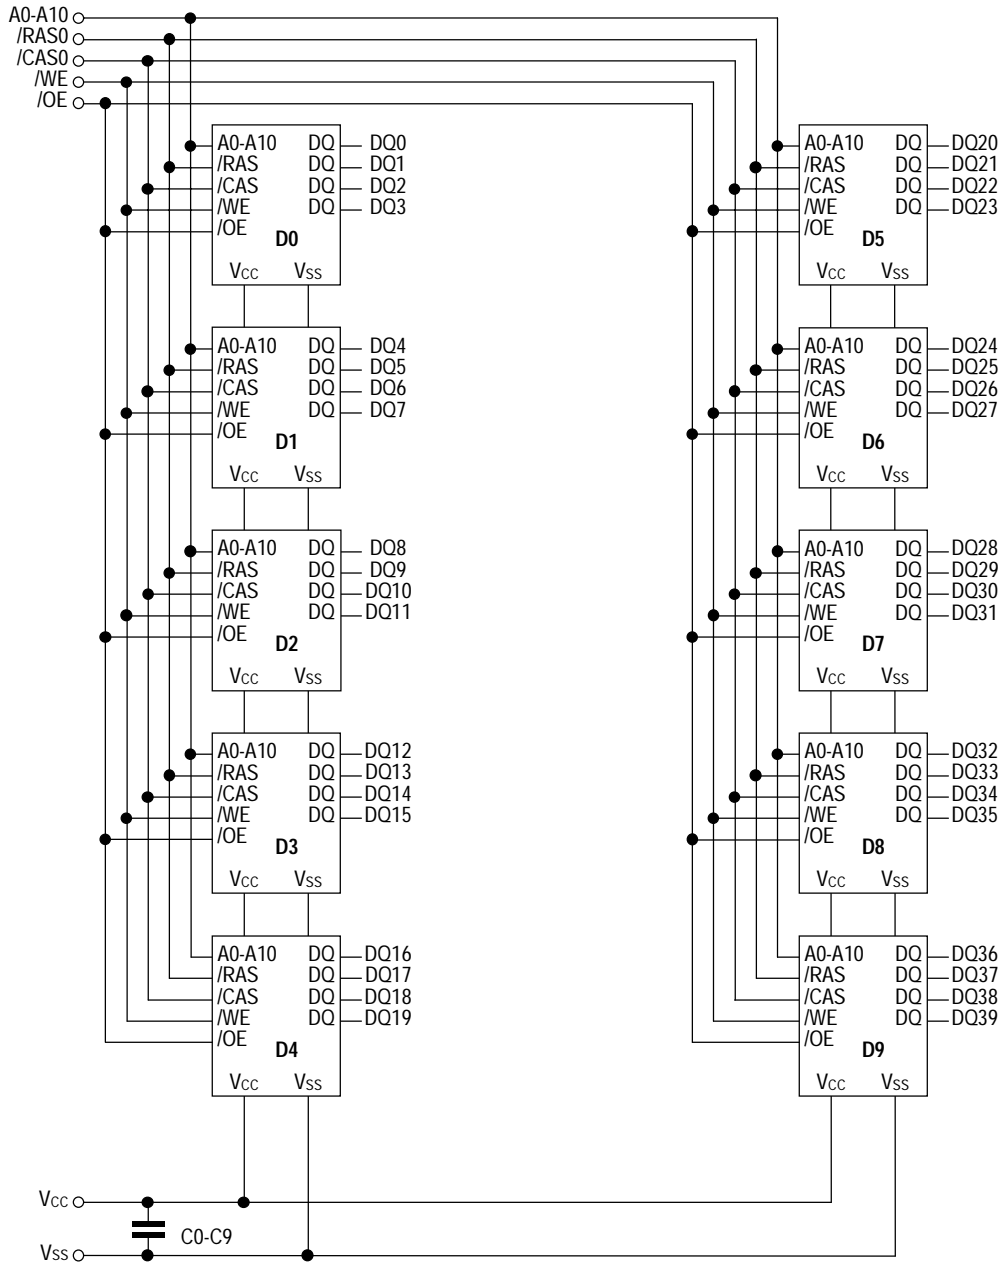 A0-A10
/RAS0
/CAS0
/WE
/OE
A0-A10 DQ DQ0
/RAS DQ DQ1
/CAS DQ DQ2
/WE DQ DQ3
/OE
D0
VCC VSS
A0-A10 DQ DQ4
/RAS DQ DQ5
/CAS DQ DQ6
/WE DQ DQ7
/OE
D1
VCC VSS
A0-A10 DQ DQ8
/RAS DQ DQ9
/CAS DQ DQ10
/WE DQ DQ11
/OE
D2
VCC VSS
A0-A10 DQ DQ12
/RAS DQ DQ13
/CAS DQ DQ14
/WE DQ DQ15
/OE
D3
VCC VSS
A0-A10 DQ DQ16
/RAS DQ DQ17
/CAS DQ DQ18
/WE DQ DQ19
/OE
D4
VCC VSS
A0-A10 DQ DQ20
/RAS DQ DQ21
/CAS DQ DQ22
/WE DQ DQ23
/OE
D5
VCC VSS
A0-A10 DQ DQ24
/RAS DQ DQ25
/CAS DQ DQ26
/WE DQ DQ27
/OE
D6
VCC VSS
A0-A10 DQ DQ28
/RAS DQ DQ29
/CAS DQ DQ30
/WE DQ DQ31
/OE
D7
VCC VSS
A0-A10 DQ DQ32
/RAS DQ DQ33
/CAS DQ DQ34
/WE DQ DQ35
/OE
D8
VCC VSS
A0-A10 DQ DQ36
/RAS DQ DQ37
/CAS DQ DQ38
/WE DQ DQ39
/OE
D9
VCC VSS
VCC
C0-C9
VSS